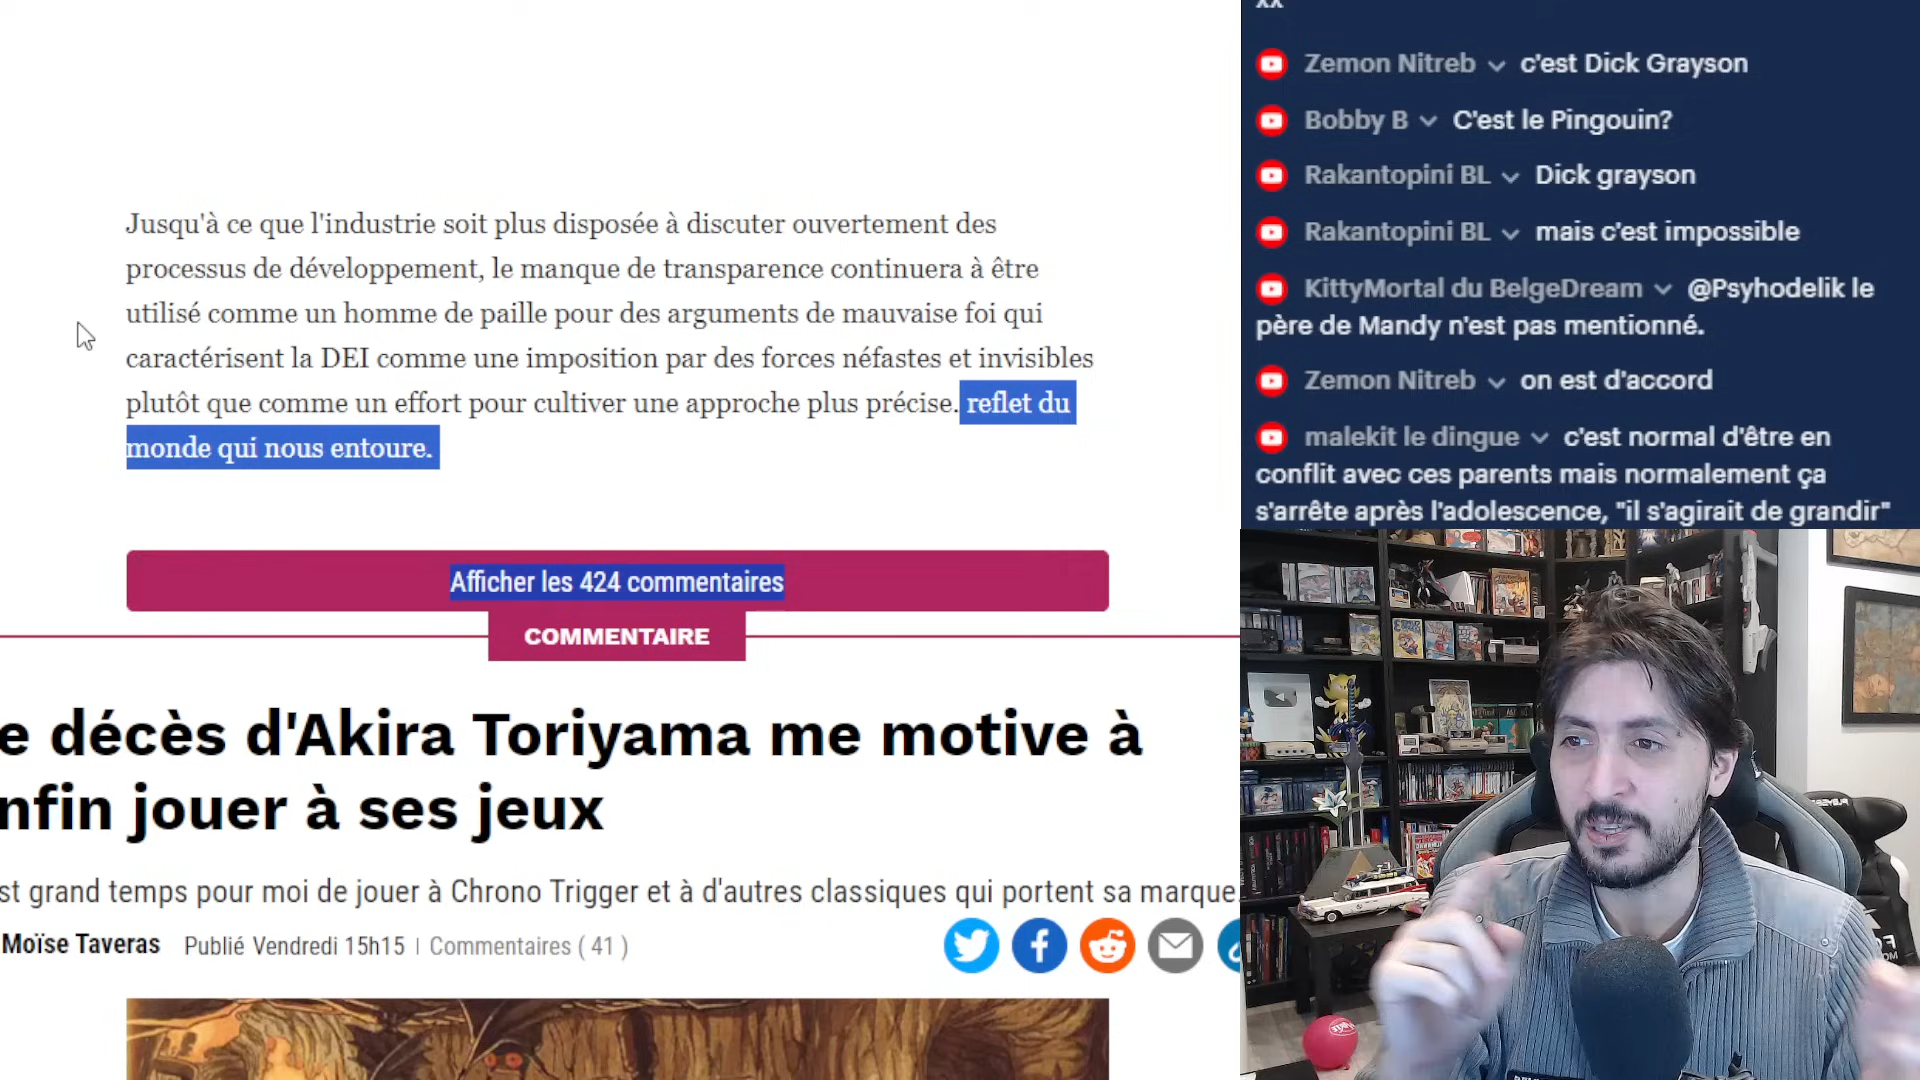 Jusqu'à ce que l'industrie soit plus disposée à discuter ouvertement des
processus de développement, le manque de transparence continuera à être
utilisé comme un homme de paille pour des arguments de mauvaise foi qui
caractérisent la DEI comme une imposition par des forces néfastes et invisibles
plutôt que comme un effort pour cultiver une approche plus précise. reflet du
monde qui nous entoure.
Afficher les 424 commentaires
COMMENTAIRE
e décès d'Akira Toriyama me motive à
nfin jouer à ses jeux
st grand temps pour moi de jouer à Chrono Trigger et à d'autres classiques qui portent sa marque
Moïse Taveras Publié Vendredi 15h15 | Commentaires ( 41 )
xx
Zemon Nitreb c'est Dick Grayson
Bobby B C'est le Pingouin?
Rakantopini BL Dick grayson
Rakantopini BL mais c'est impossible
KittyMortal du BelgeDream @Psyhodelik le
père de Mandy n'est pas mentionné.
Zemon Nitreb on est d'accord
malekit le dingue c'est normal d'être en
conflit avec ces parents mais normalement ça
s'arrête après l'adolescence, "il s'agirait de grandir"